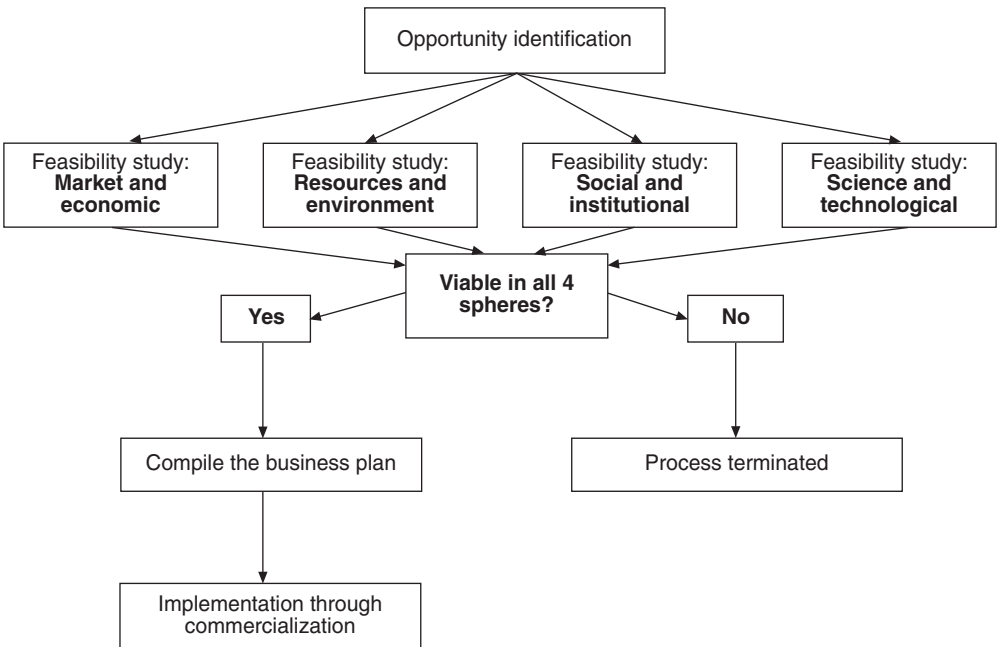 Opportunity identification
Feasibility study:
Market and
economic
Feasibility study:
Resources and
environment
Feasibility study:
Social and
institutional
Feasibility study:
Science and
technological
Viable in all 4
spheres?
Yes
No
Compile the business plan
Process terminated
Implementation through
commercialization